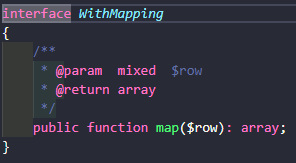 interface WithMapping
{
    /**
     * @param  mixed  $row
     * @return array
     */
    public function map($row): array;
}